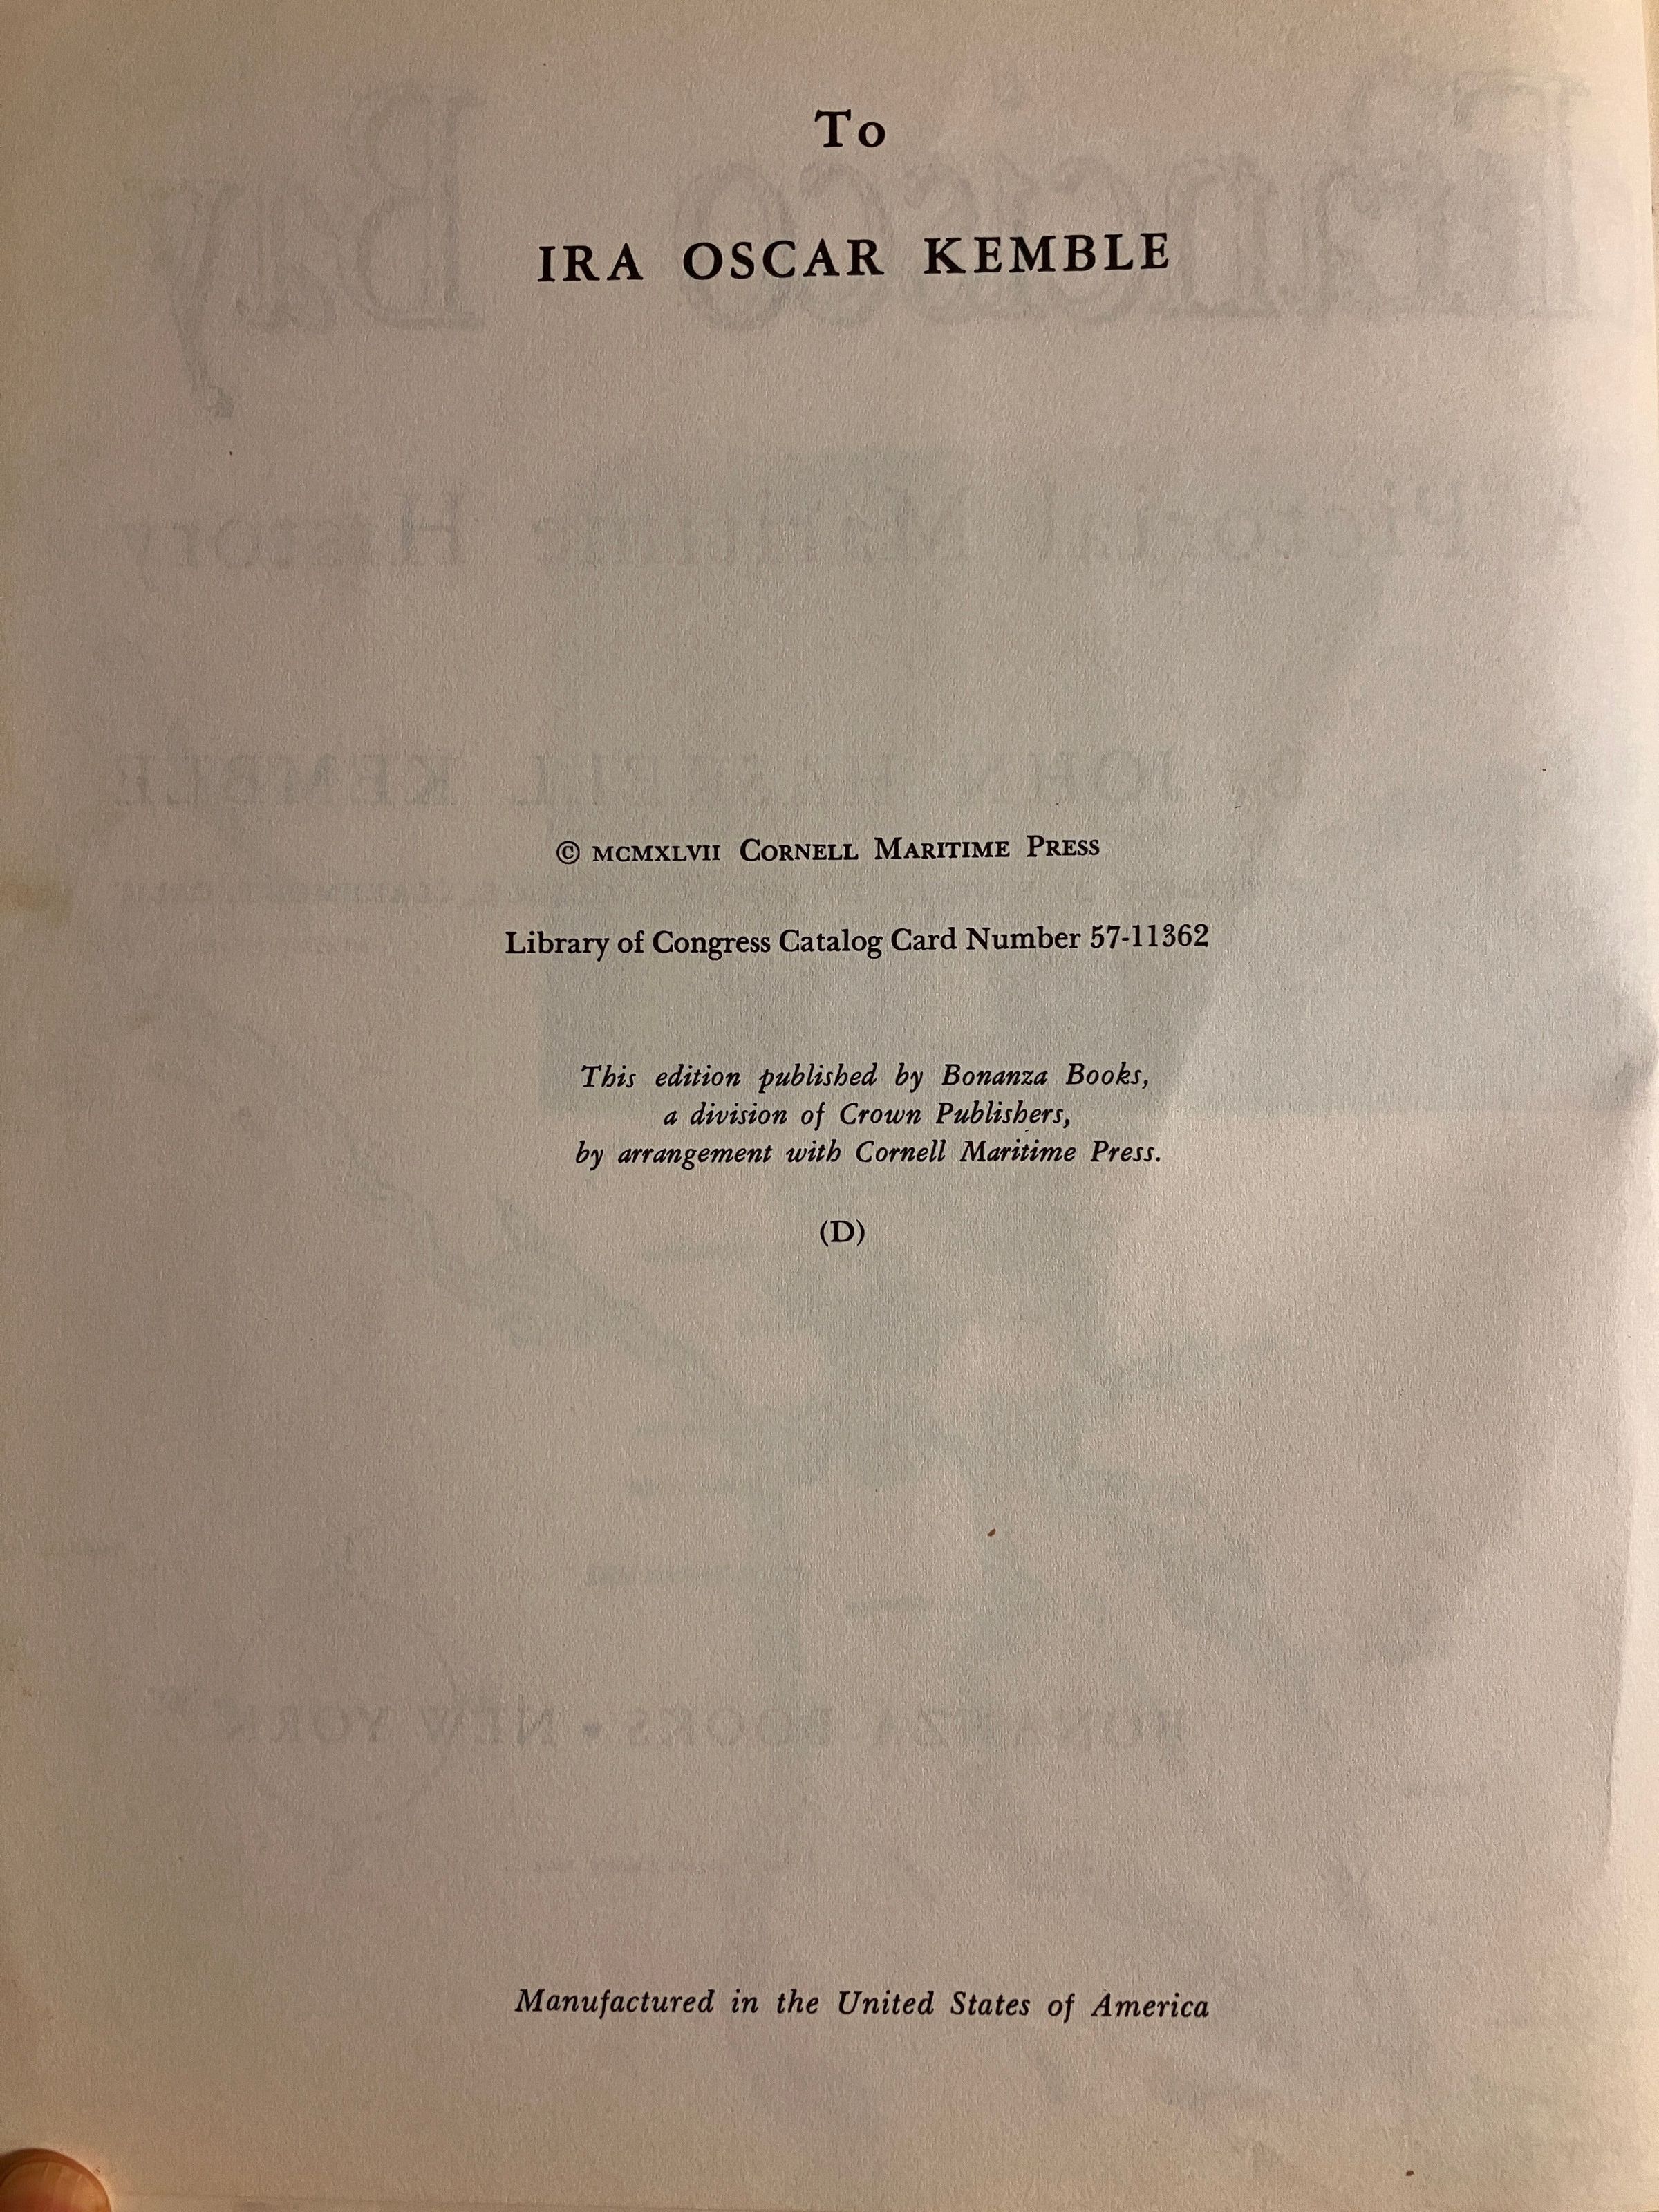 To
IRA OSCAR KEMBLE
© MCMXLVII CORNELL MARITIME PRESS
Library of Congress Catalog Card Number 57-11362
This edition published by Bonanza Books,
a division of Crown Publishers,
by arrangement with Cornell Maritime Press.
(D)
Manufactured in the United States of America